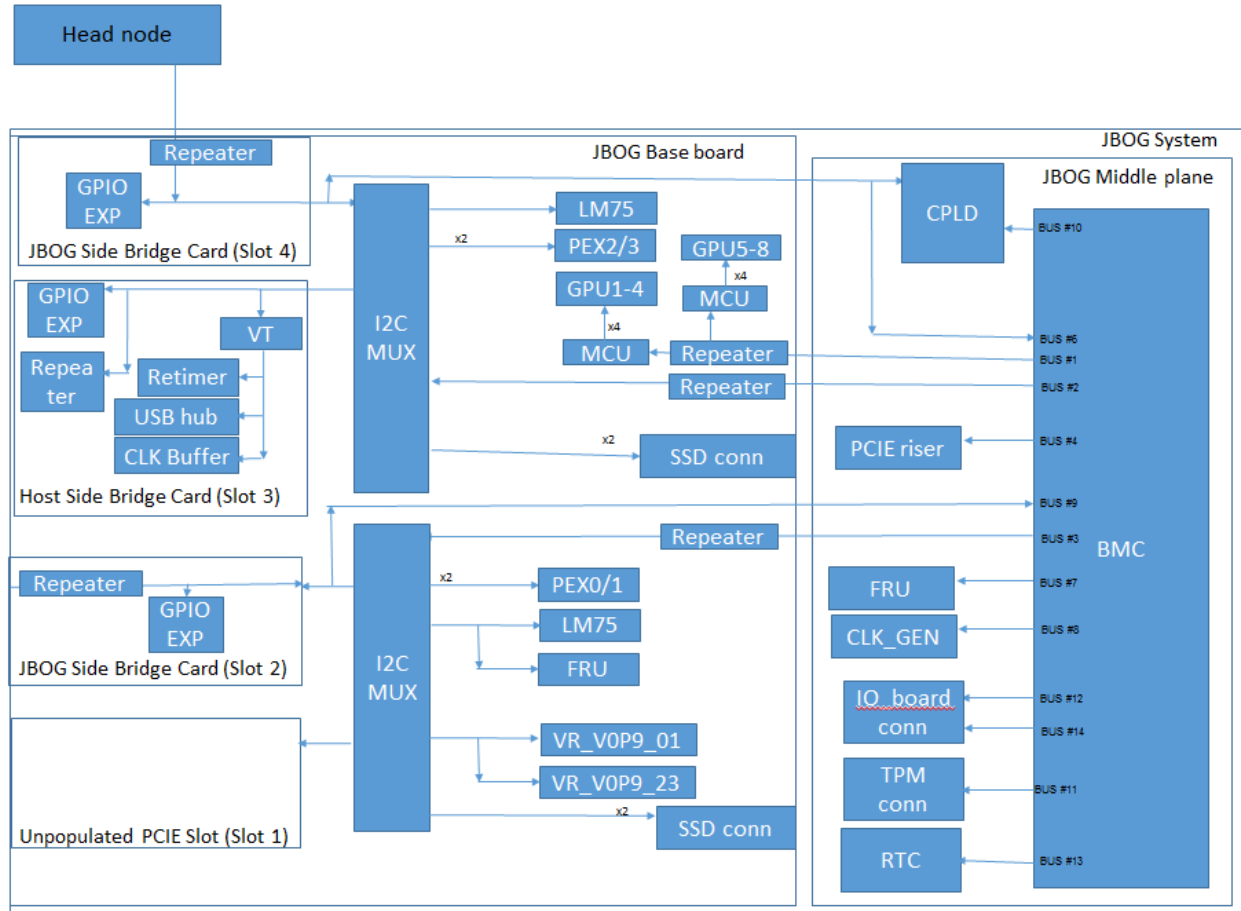 Head node
JBOG System
JBOG Base board
JBOG Middle plane
Repeater
GPIO
EXP
JBOG Side Bridge Card (Slot 4)
I2C
MUX
LM75
x2
PEX2/3
GPU5-8
x4
MCU
GPU1-4
x4
MCU
Repeater
Repeater
x2
SSD conn
GPIO
EXP
VT
Repea
ter
Retimer
USB hub
CLK Buffer
Host Side Bridge Card (Slot 3)
Repeater
GPIO
EXP
JBOG Side Bridge Card (Slot 2)
Unpopulated PCIE Slot (Slot 1)
I2C
MUX
Repeater
x2
PEX0/1
LM75
FRU
VR_V0P9_01
VR_V0P9_23
x2
SSD conn
CPLD
PCIE riser
FRU
CLK_GEN
IO_board
conn
TPM
conn
RTC
BUS #10
BUS #6
BUS #1
BUS #2
BUS #4
BUS #9
BUS #3
BUS #7
BUS #8
BUS #12
BUS #14
BUS #11
BUS #13
BMC